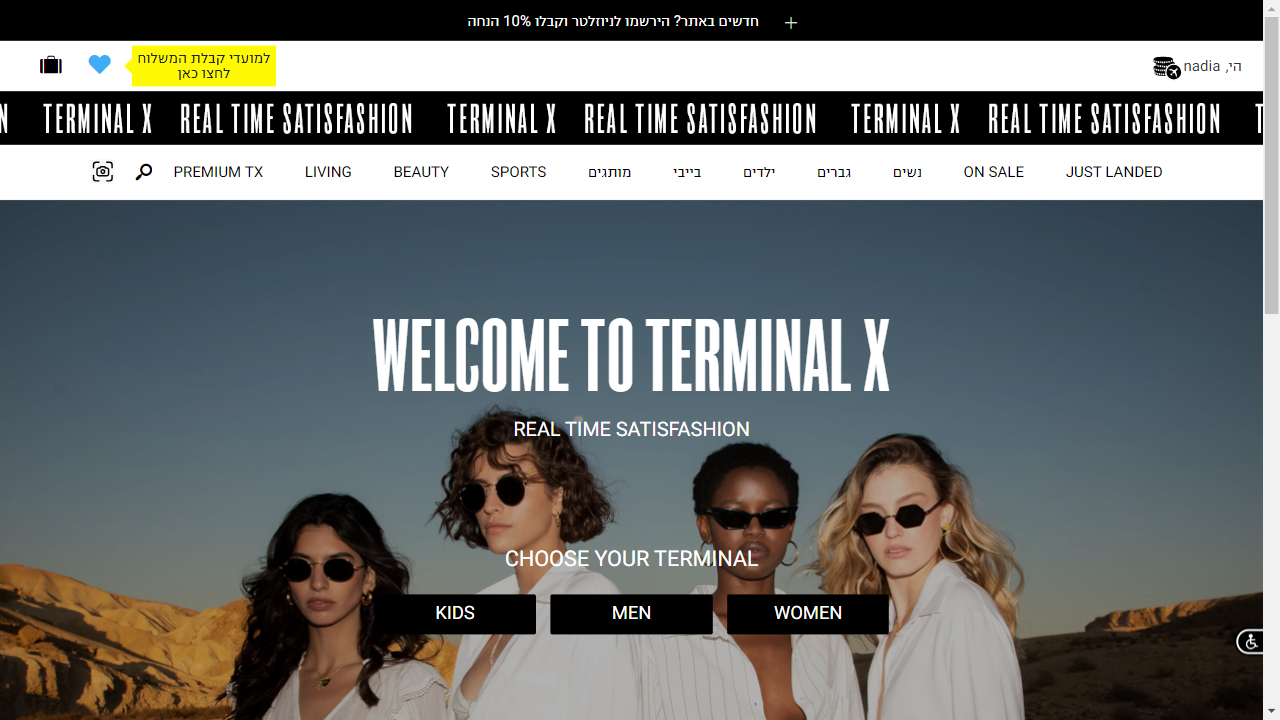 חדשים באתר? הירשמו לניוזלטר וקבלו 10% הנחה +
הי, nadia
למועדי קבלת המשלוח
לחצו כאן
N TERMINAL X REAL TIME SATISFASHION TERMINAL X REAL TIME SATISFASHION TERMINAL X REAL TIME SATISFASHION T
PREMIUM TX LIVING BEAUTY SPORTS מותגים בייבי ילדים גברים נשים ON SALE JUST LANDED
WELCOME TO TERMINAL X
REAL TIME SATISFASHION
CHOOSE YOUR TERMINAL
KIDS MEN WOMEN